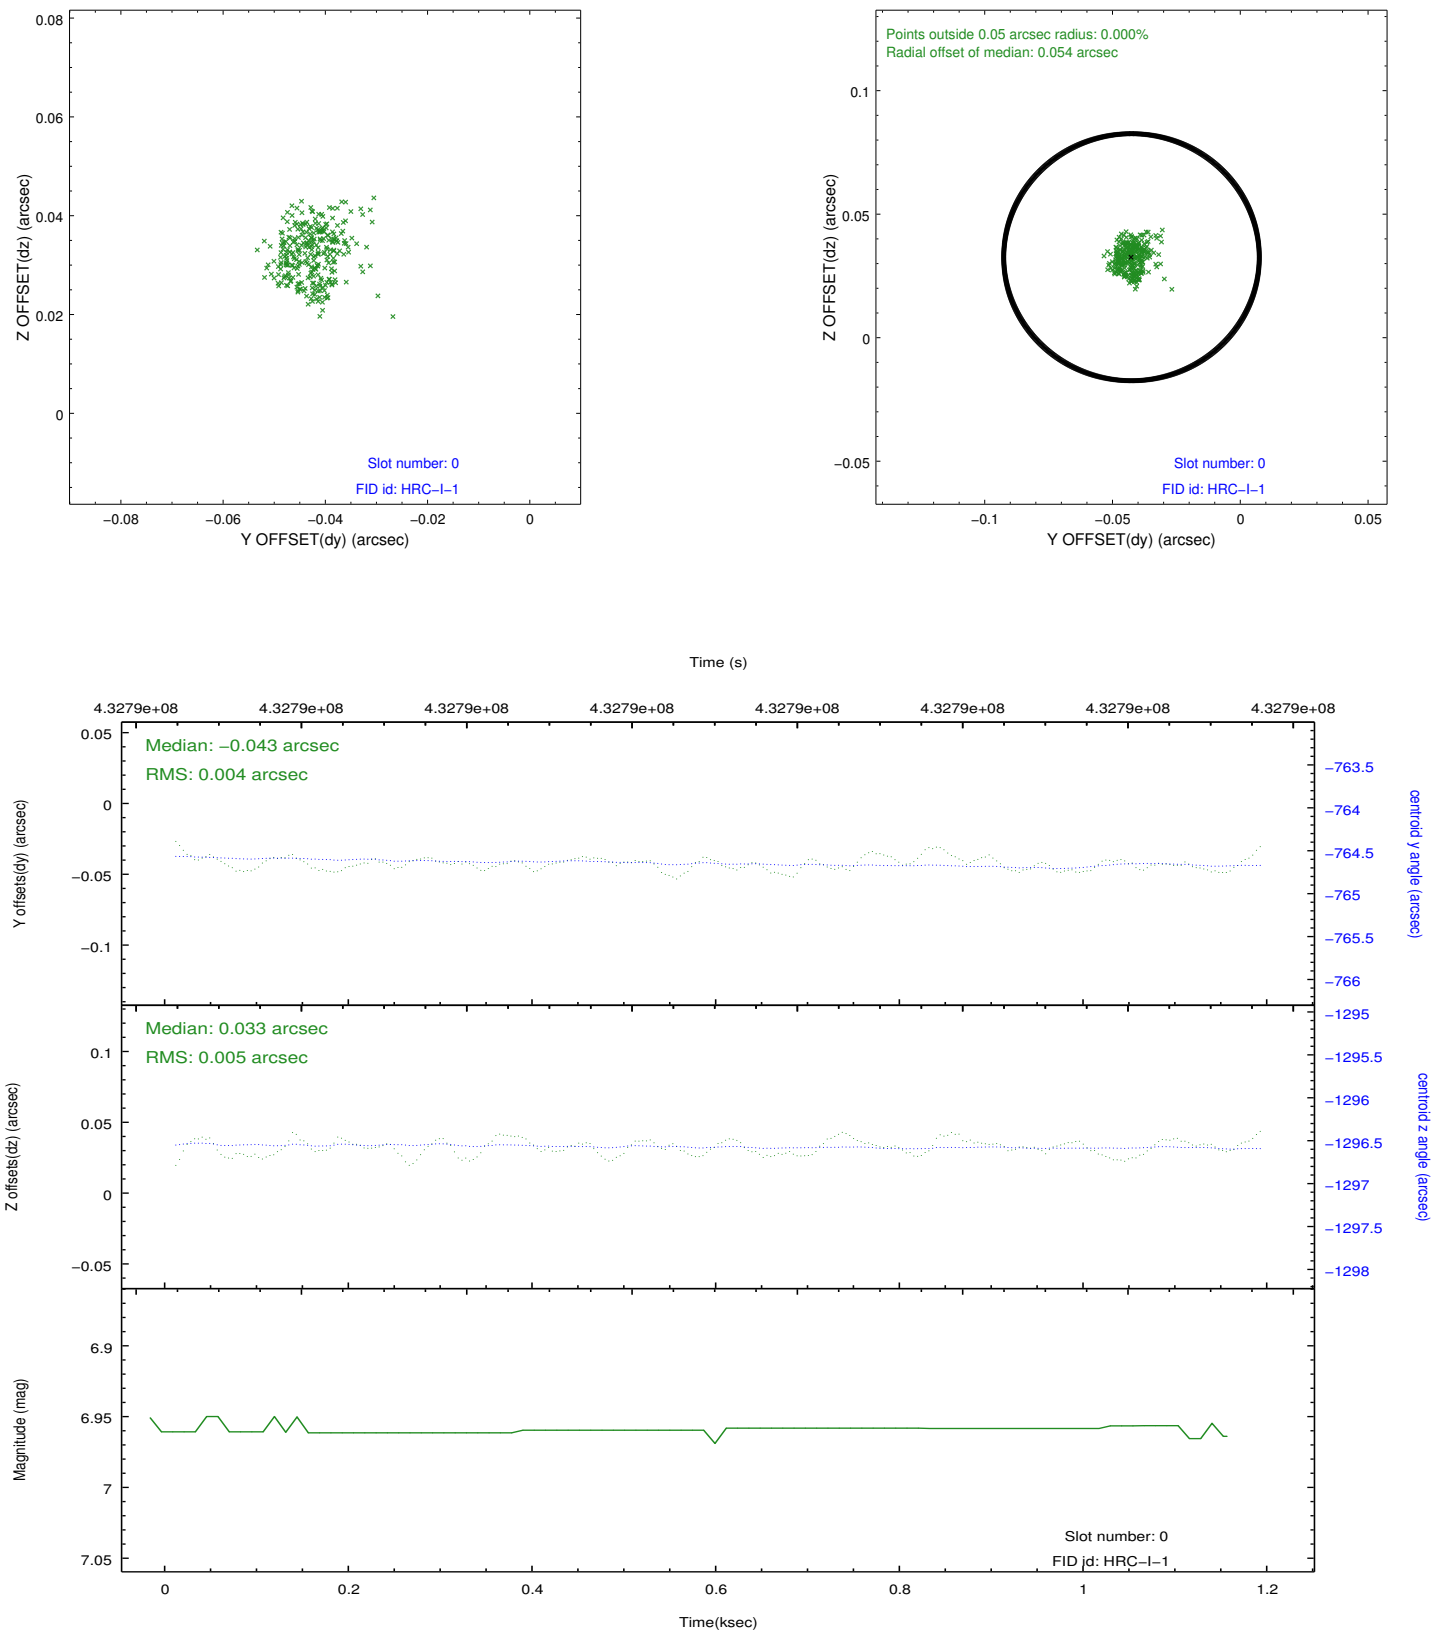 0.08
0.06
0.04
0.02
0
Z OFFSET(dz) (arcsec)
Slot number: 0
FID id: HRC−I−1
−0.08 −0.06 −0.04 −0.02 0
Y OFFSET(dy) (arcsec)
Points outside 0.05 arcsec radius: 0.000%
Radial offset of median: 0.054 arcsec
0.1
0.05
0
−0.05
Z OFFSET(dz) (arcsec)
Slot number: 0
FID id: HRC−I−1
−0.1 −0.05 0 0.05
Y OFFSET(dy) (arcsec)
Time (s)
4.3279e+08 4.3279e+08 4.3279e+08 4.3279e+08 4.3279e+08 4.3279e+08 4.3279e+08 4.3279e+08
Median: −0.043 arcsec
RMS: 0.004 arcsec
0.05
0
−0.05
−0.1
Y offsets(dy) (arcsec)
−763.5
−764
−764.5
−765
−765.5
−766
centroid y angle (arcsec)
Median: 0.033 arcsec
RMS: 0.005 arcsec
0.1
0.05
0
−0.05
Z offsets(dz) (arcsec)
−1295
−1295.5
−1296
−1296.5
−1297
−1297.5
−1298
centroid z angle (arcsec)
6.9
6.95
7
7.05
Magnitude (mag)
Slot number: 0
FID id: HRC−I−1
0 0.2 0.4 0.6 0.8 1 1.2
Time(ksec)